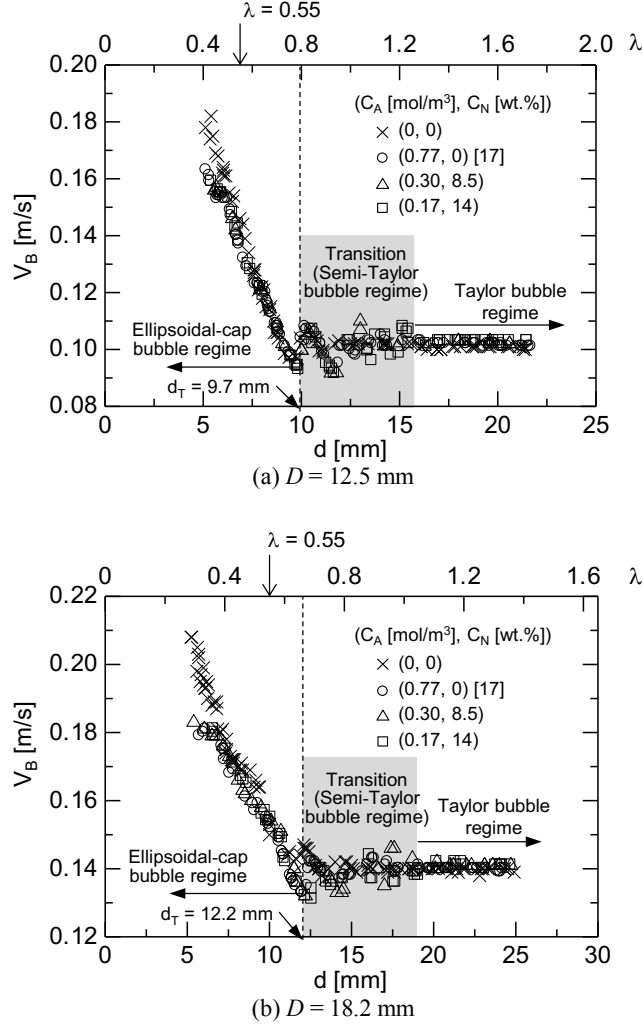 λ = 0.55
0 0.4 0.8 1.2 1.6 2.0 λ
0.20
0.18
0.16
0.14
0.12
0.10
0.08
V_B [m/s]
(C_A [mol/m³], C_N [wt.%])
(0, 0)
(0.77, 0) [17]
(0.30, 8.5)
(0.17, 14)
Transition
(Semi-Taylor
bubble regime)
Taylor bubble
regime
Ellipsoidal-cap
bubble regime
d_T = 9.7 mm
0 5 10 15 20 25
d [mm]
(a) D = 12.5 mm
λ = 0.55
0 0.4 0.8 1.2 1.6 λ
0.22
0.20
0.18
0.16
0.14
0.12
V_B [m/s]
(C_A [mol/m³], C_N [wt.%])
(0, 0)
(0.77, 0) [17]
(0.30, 8.5)
(0.17, 14)
Transition
(Semi-Taylor
bubble regime)
Taylor bubble
regime
Ellipsoidal-cap
bubble regime
d_T = 12.2 mm
0 5 10 15 20 25 30
d [mm]
(b) D = 18.2 mm